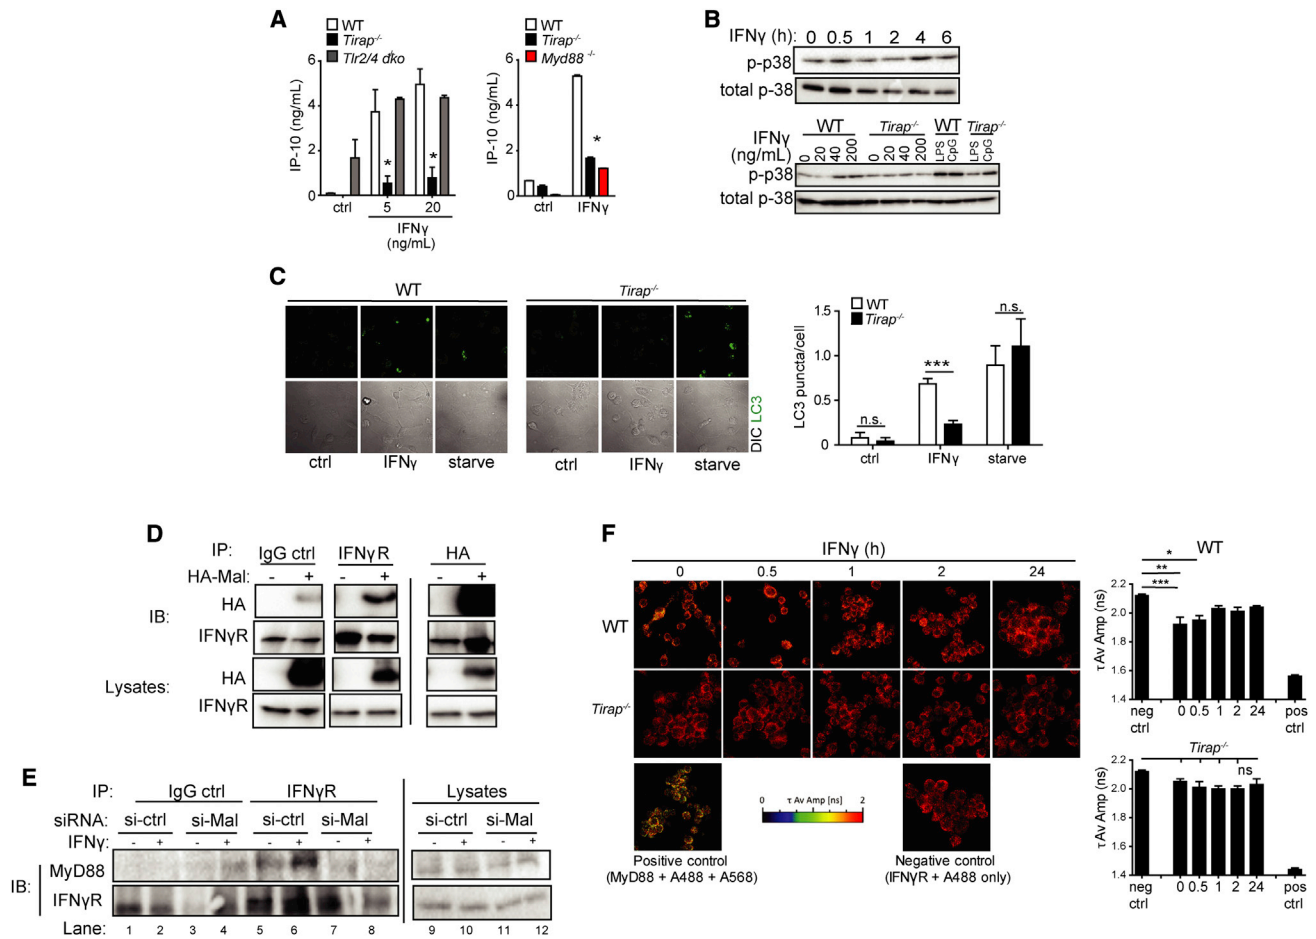 A
WT
Tirap-/-
Tlr2/4 dko
IP-10 (ng/mL)
6
4
2
0
*
*
ctrl
5
20
IFNγ
(ng/mL)
WT
Tirap-/-
Myd88 -/-
IP-10 (ng/mL)
6
4
2
0
*
ctrl
IFNγ
B
IFNγ (h): 0 0.5 1 2 4 6
p-p38
total p-38
WT Tirap-/- WT Tirap-/-
IFNγ
(ng/mL)
0 20 40 200 0 20 40 200 LPS CpG LPS CpG
p-p38
total p-38
C
WT
Tirap-/-
ctrl IFNγ starve
ctrl IFNγ starve
DIC LC3
WT
Tirap-/-
LC3 puncta/cell
1.5
1.0
0.5
0
n.s.
***
n.s.
ctrl IFNγ starve
D
IP: IgG ctrl IFNγR HA
HA-Mal: - + - + - +
IB:
HA
IFNγR
Lysates:
HA
IFNγR
E
IP: IgG ctrl IFNγR Lysates
siRNA: si-ctrl si-Mal si-ctrl si-Mal si-ctrl si-Mal
IFNγ: - + - + - + - + - + - +
IB:
MyD88
IFNγR
Lane: 1 2 3 4 5 6 7 8 9 10 11 12
F
IFNγ (h)
0 0.5 1 2 24
WT
Tirap-/-
0 τ Av Amp [ns] 2
Positive control
(MyD88 + A488 + A568)
Negative control
(IFNγR + A488 only)
WT
*
**
***
τ Av Amp (ns)
2.2
2.0
1.8
1.6
1.4
neg ctrl
0 0.5 1 2 24
pos ctrl
Tirap-/-
ns
τ Av Amp (ns)
2.2
2.0
1.8
1.6
1.4
neg ctrl
0 0.5 1 2 24
pos ctrl